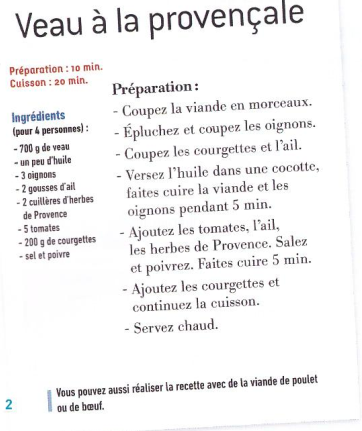 Veau à la provençale
Préparation : 10 min.
Cuisson : 20 min.
Ingrédients
(pour 4 personnes) :
- 700 g de veau
- un peu d'huile
- 3 oignons
- 2 gousses d'ail
- 2 cuillères d'herbes
de Provence
- 5 tomates
- 200 g de courgettes
- sel et poivre
Préparation :
- Coupez la viande en morceaux.
- Épluchez et coupez les oignons.
- Coupez les courgettes et l'ail.
- Versez l'huile dans une cocotte,
faites cuire la viande et les
oignons pendant 5 min.
- Ajoutez les tomates, l'ail,
les herbes de Provence. Salez
et poivrez. Faites cuire 5 min.
- Ajoutez les courgettes et
continuez la cuisson.
- Servez chaud.
Vous pouvez aussi réaliser la recette avec de la viande de poulet
ou de bœuf.
2